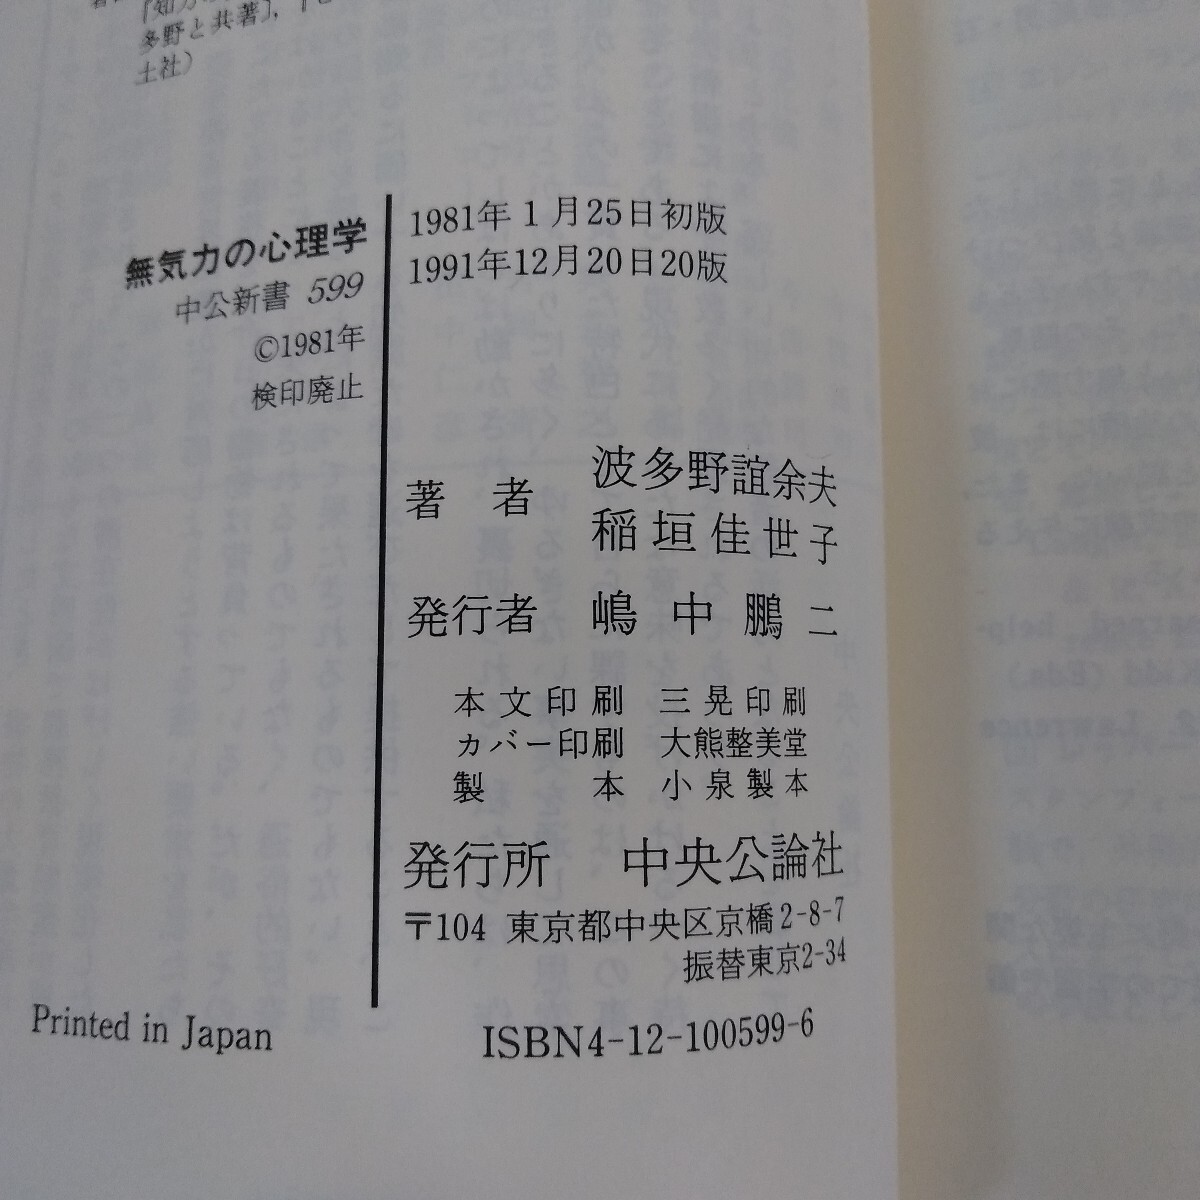 多野と共著],
土社)
無気力の心理学
中公新書 599
©1981年
検印廃止
1981年1月25日初版
1991年12月20日20版
著 者 波多野誼余夫
稲垣佳世子
発行者 嶋中鵬二
本文印刷 三晃印刷
カバー印刷 大熊整美堂
製 本 小泉製本
発行所 中央公論社
〒104 東京都中央区京橋2-8-7
振替東京2-34
Printed in Japan
ISBN4-12-100599-6